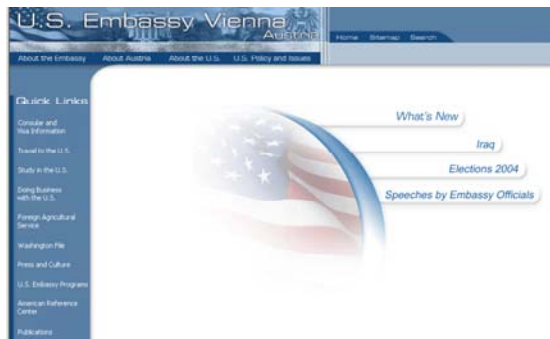 U.S. Embassy Vienna
Austria
Home Sitemap Search
About the Embassy About Austria About the U.S. U.S. Policy and Issues
Quick Links
Consular and
Visa Information
Travel to the U.S.
Study in the U.S.
Doing Business
with the U.S.
Foreign Agricultural
Service
Washington File
Press and Culture
U.S. Embassy Programs
American Reference
Center
Publications
What's New
Iraq
Elections 2004
Speeches by Embassy Officials